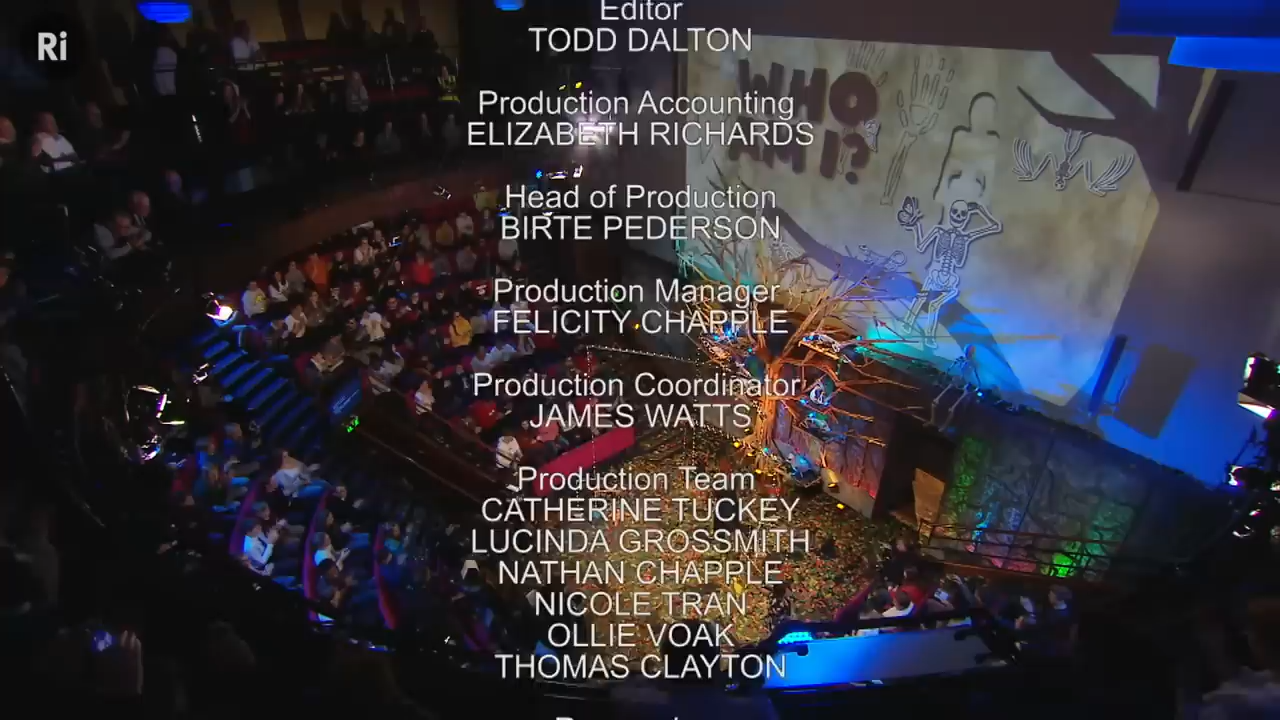 Ri
Editor
TODD DALTON
WHO
AM I?
Production Accounting
ELIZABETH RICHARDS
Head of Production
BIRTE PEDERSON
Production Manager
FELICITY CHAPPLE
Production Coordinator
JAMES WATTS
Production Team
CATHERINE TUCKEY
LUCINDA GROSSMITH
NATHAN CHAPPLE
NICOLE TRAN
OLLIE VOAK
THOMAS CLAYTON